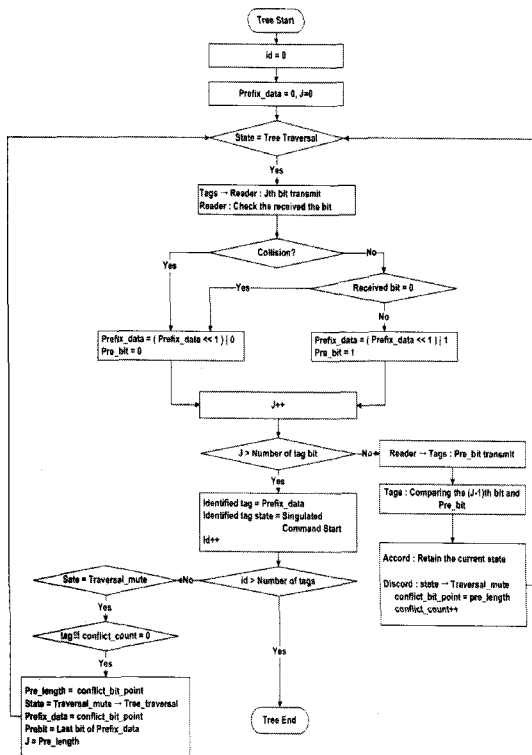 Tree Start
id = 0
Prefix_data = 0, J=0
State = Tree Traversal
Yes
Tags → Reader : Jth bit transmit
Reader : Check the received the bit
Collision?
Yes
No
Received bit = 0
Yes
No
Prefix_data = ( Prefix_data << 1 ) | 0
Pre_bit = 0
Prefix_data = ( Prefix_data << 1 ) | 1
Pre_bit = 1
J++
J > Number of tag bit
No
Reader → Tags : Pre_bit transmit
Yes
Tags : Comparing the (J-1)th bit and
Pre_bit
Identified tag = Prefix_data
Identified tag state = Singulated
Command Start
id++
Accord : Retain the current state
Discord : state → Traversal_mute
conflict_bit_point = pre_length
conflict_count++
Sate = Traversal_mute
No
id > Number of tags
Yes
tag의 conflict_count = 0
Yes
Yes
Pre_length = conflict_bit_point
State = Traversal_mute → Tree_traversal
Prefix_data = conflict_bit_point
Prebit = Last bit of Prefix_data
J = Pre_length
Tree End